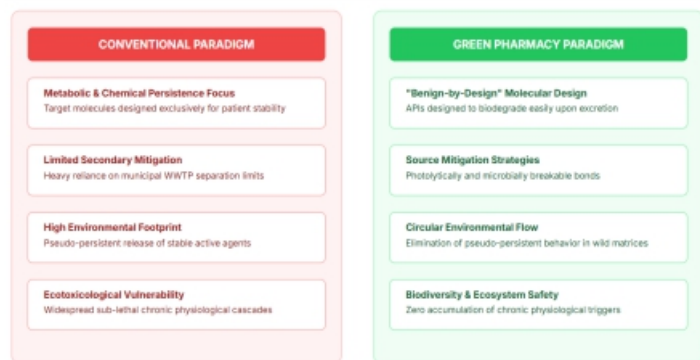 CONVENTIONAL PARADIGM
Metabolic & Chemical Persistence Focus
Target molecules designed exclusively for patient stability
Limited Secondary Mitigation
Heavy reliance on municipal WWTP separation limits
High Environmental Footprint
Pseudo-persistent release of stable active agents
Ecotoxicological Vulnerability
Widespread sub-lethal chronic physiological cascades
GREEN PHARMACY PARADIGM
"Benign-by-Design" Molecular Design
APIs designed to biodegrade easily upon excretion
Source Mitigation Strategies
Photolytically and microbially breakable bonds
Circular Environmental Flow
Elimination of pseudo-persistent behavior in wild matrices
Biodiversity & Ecosystem Safety
Zero accumulation of chronic physiological triggers